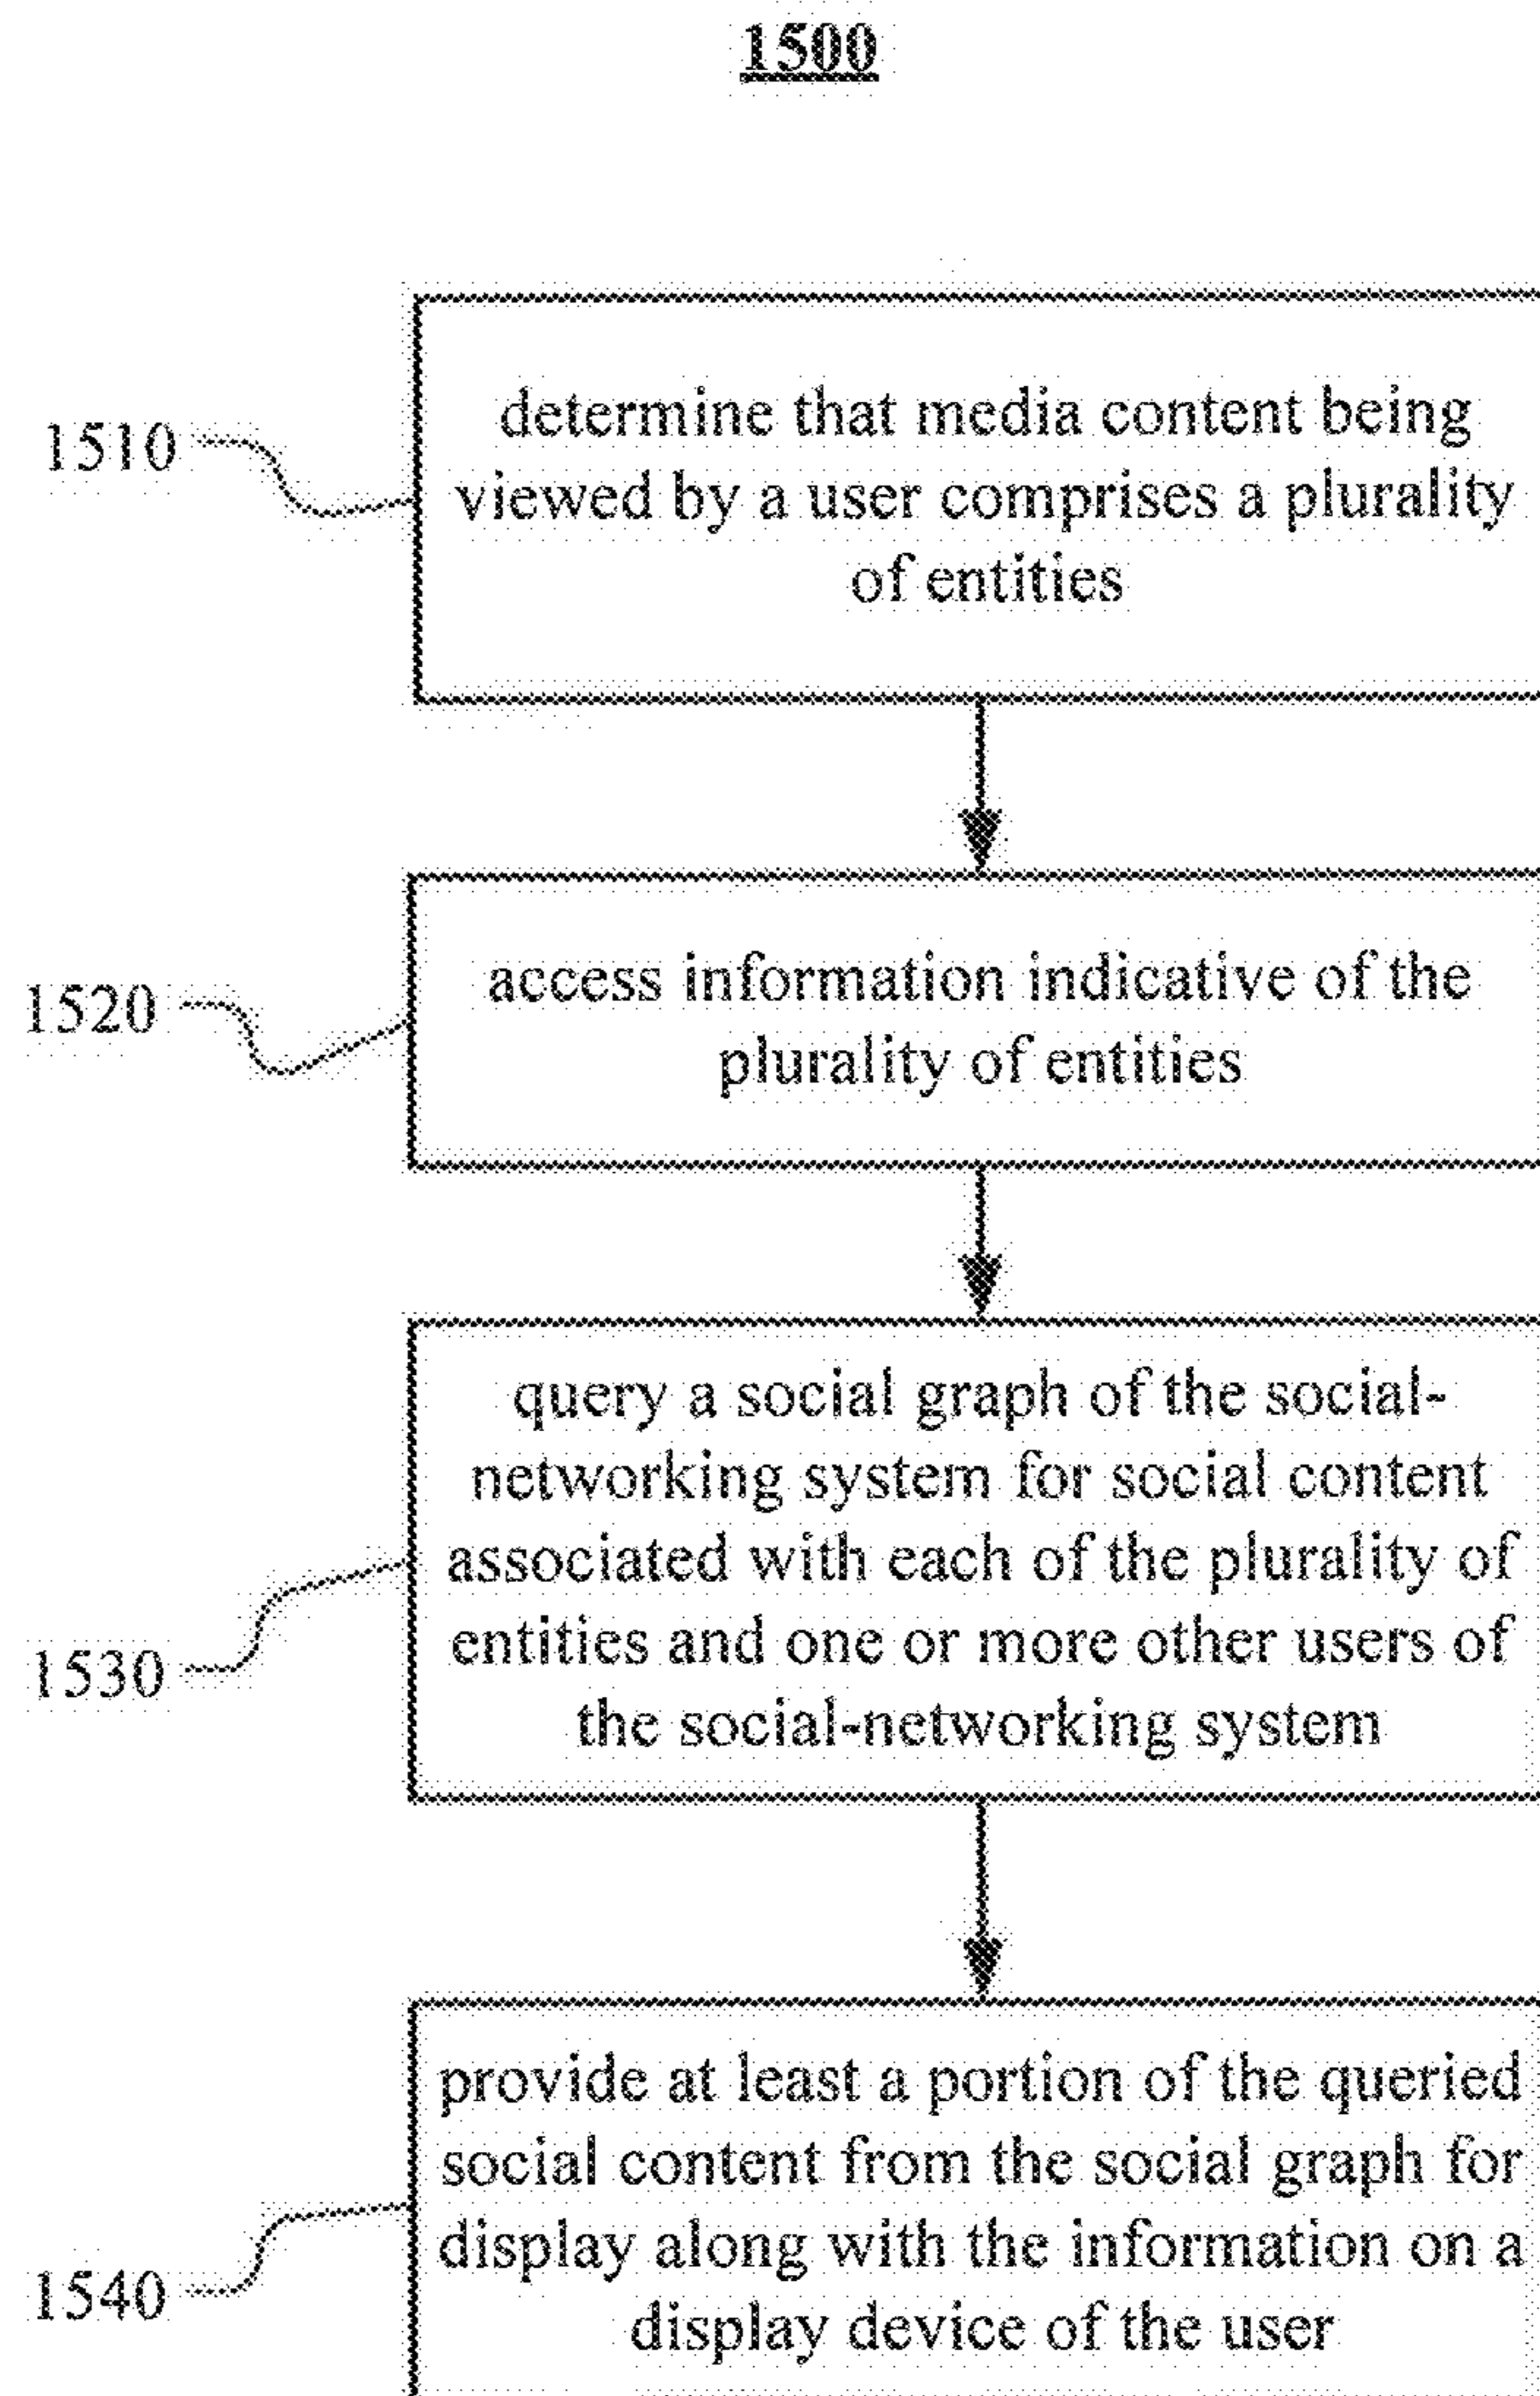 1500
1510
determine that media content being
viewed by a user comprises a plurality
of entities
1520
access information indicative of the
plurality of entities
1530
query a social graph of the social-
networking system for social content
associated with each of the plurality of
entities and one or more other users of
the social-networking system
1540
provide at least a portion of the queried
social content from the social graph for
display along with the information on a
display device of the user